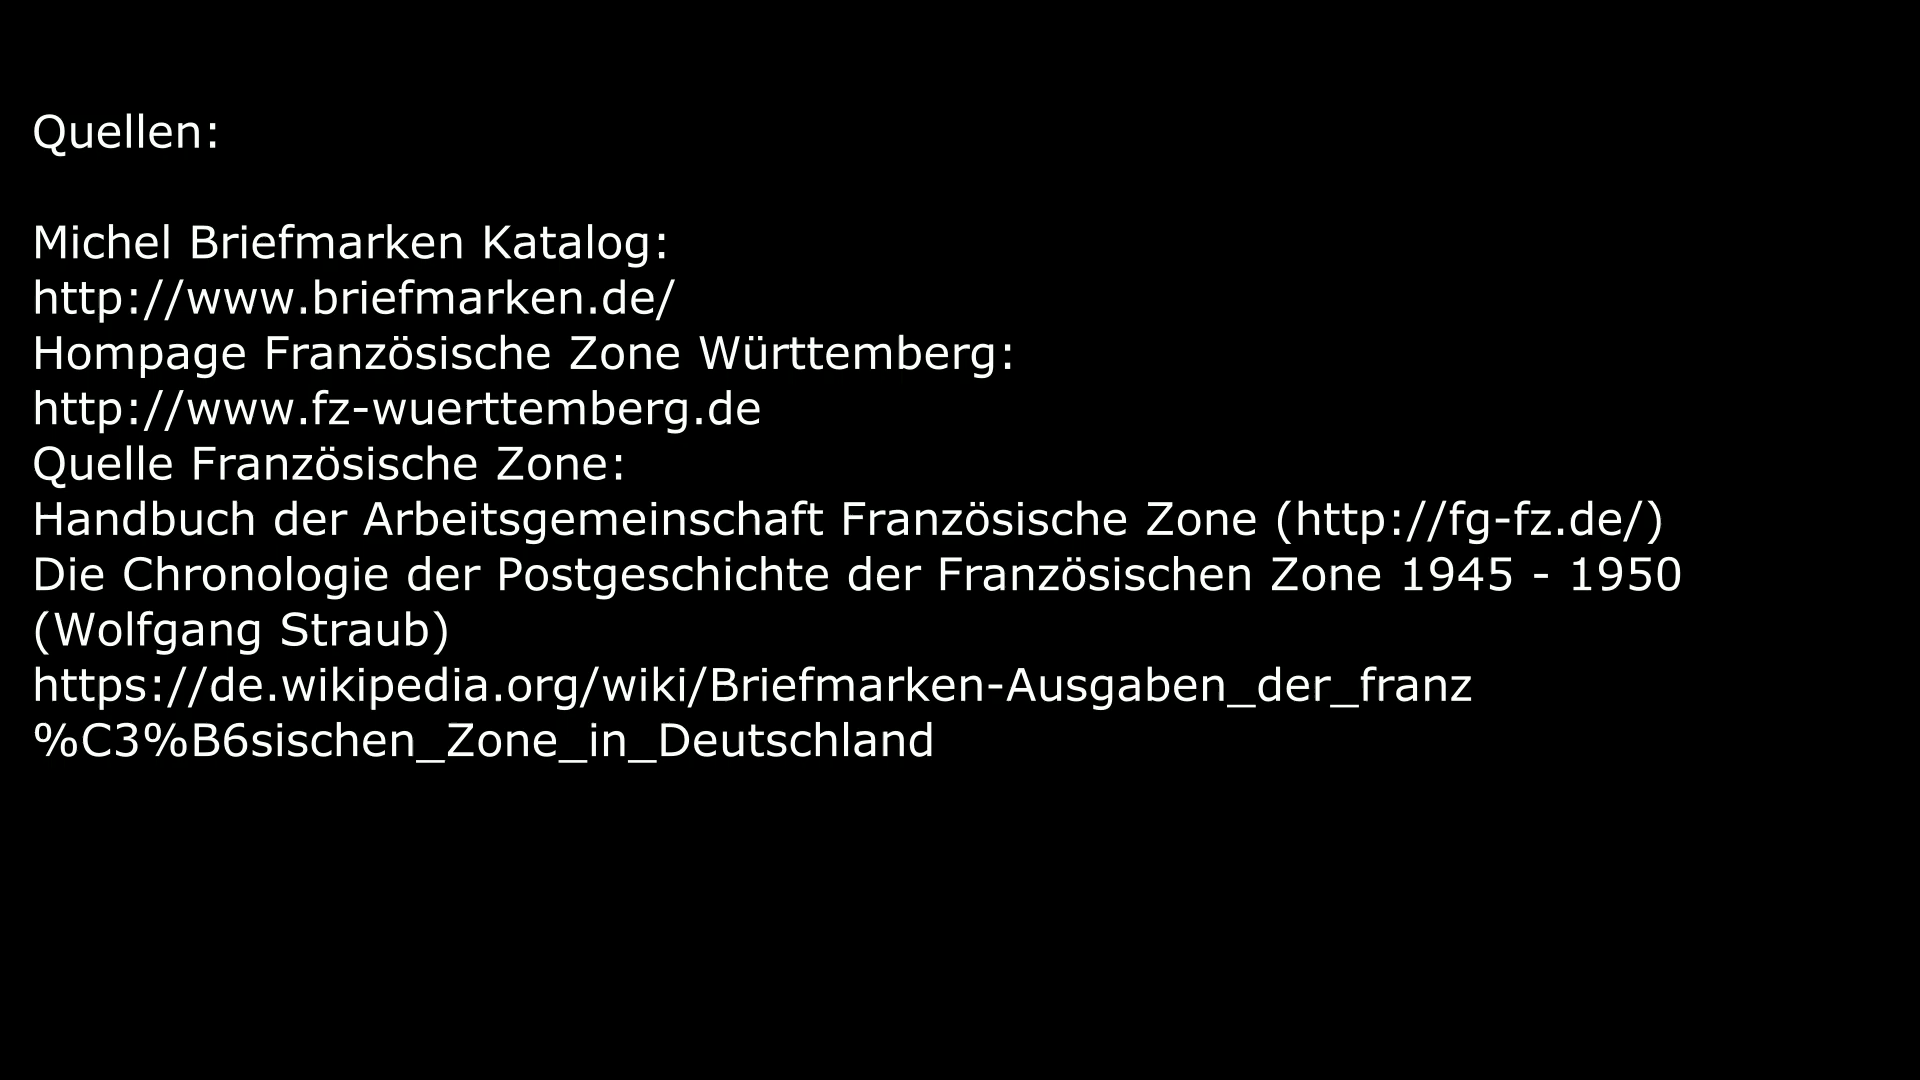 Quellen:
Michel Briefmarken Katalog:
http://www.briefmarken.de/
Hompage Französische Zone Württemberg:
http://www.fz-wuerttemberg.de
Quelle Französische Zone:
Handbuch der Arbeitsgemeinschaft Französische Zone (http://fg-fz.de/)
Die Chronologie der Postgeschichte der Französischen Zone 1945 - 1950
(Wolfgang Straub)
https://de.wikipedia.org/wiki/Briefmarken-Ausgaben_der_franz
%C3%B6sischen_Zone_in_Deutschland